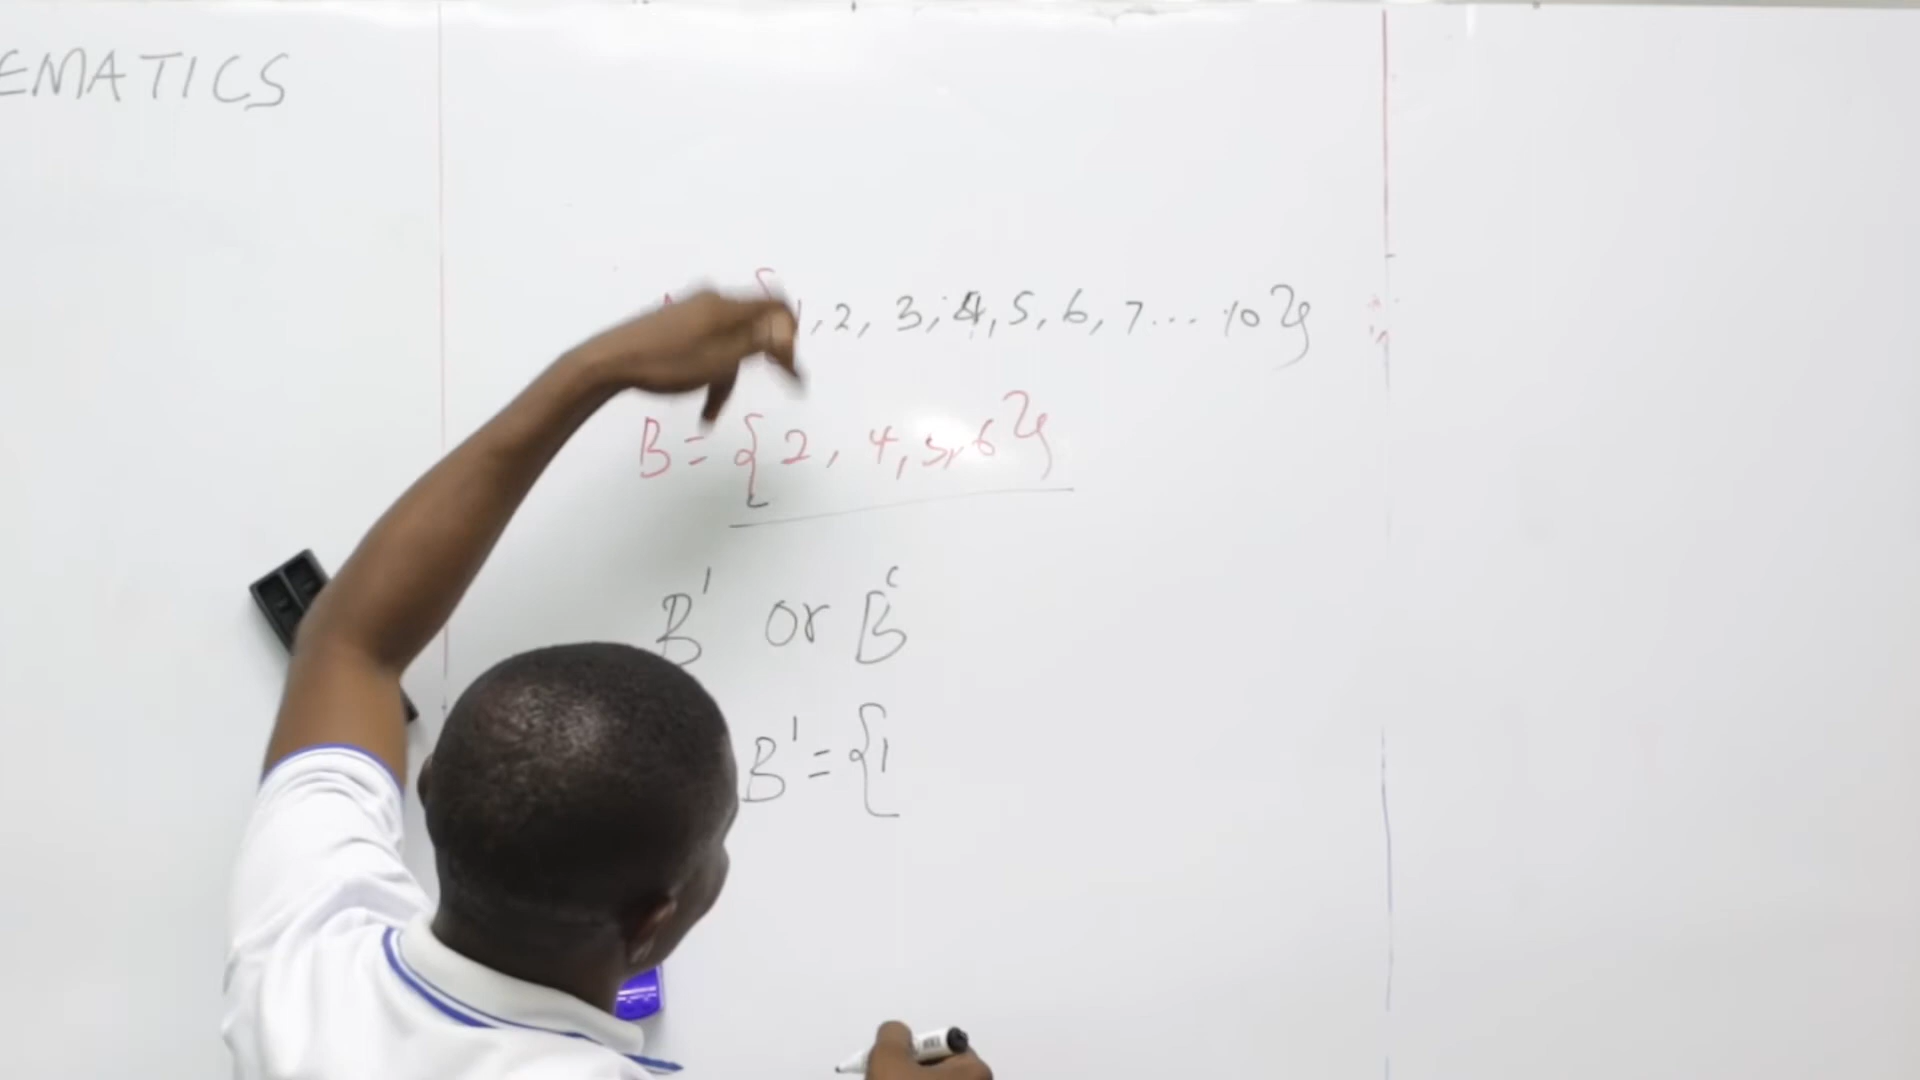 EMATICS
{1, 2, 3, 4, 5, 6, 7... 10}
B = {2, 4, 5, 6}
B' or Bᶜ
B' = {1